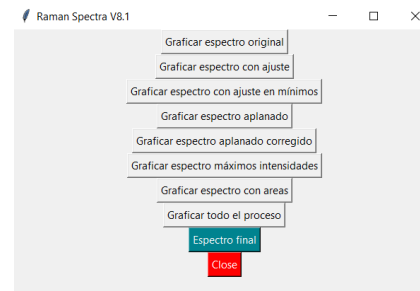 Raman Spectra V8.1
Graficar espectro original
Graficar espectro con ajuste
Graficar espectro con ajuste en mínimos
Graficar espectro aplanado
Graficar espectro aplanado corregido
Graficar espectro máximos intensidades
Graficar espectro con areas
Graficar todo el proceso
Espectro final
Close